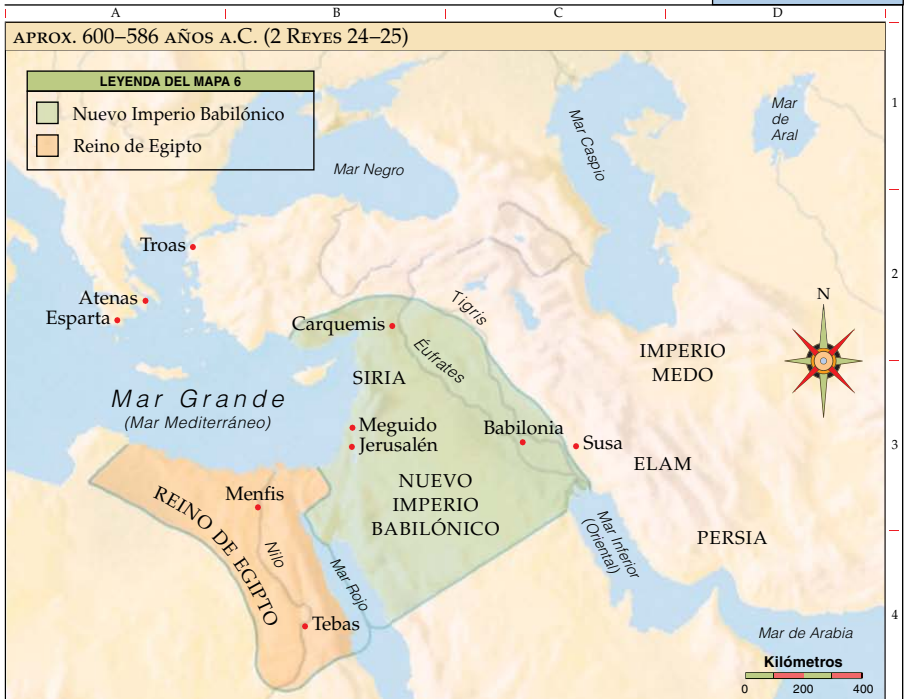 A B C D
APROX. 600–586 AÑOS A.C. (2 REYES 24–25)
LEYENDA DEL MAPA 6
Nuevo Imperio Babilónico
Reino de Egipto
1
Mar
de
Aral
Mar Caspio
Mar Negro
Troas
2
Atenas
Esparta
Tigris
N
Carquemis
Éufrates
IMPERIO
MEDO
SIRIA
Mar Grande
(Mar Mediterráneo)
Meguido
Jerusalén
Babilonia
Susa
3
ELAM
NUEVO
IMPERIO
BABILÓNICO
Menfis
REINO DE EGIPTO
Nilo
Mar Inferior
(Oriental)
PERSIA
Mar Rojo
Tebas
4
Mar de Arabia
Kilómetros
0 200 400